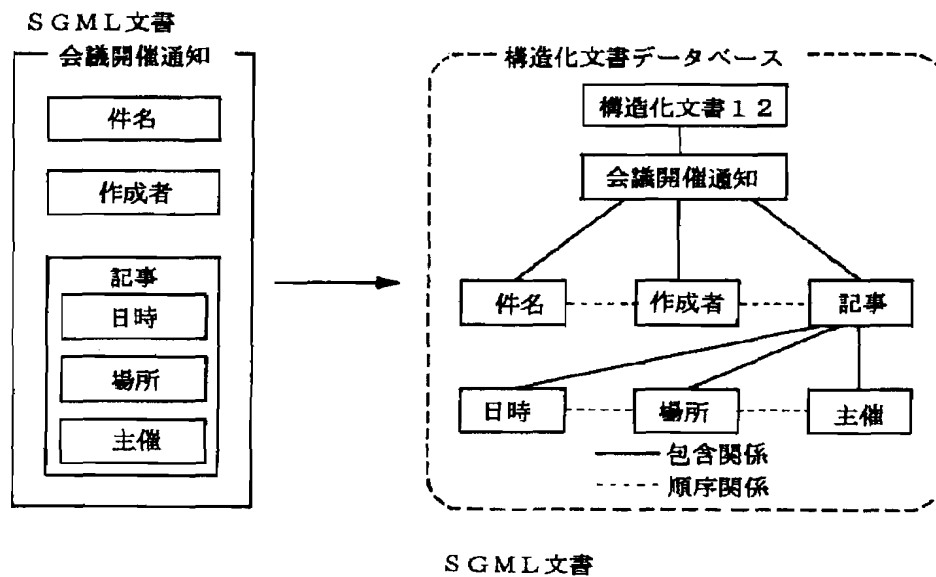 SGML文書
会議開催通知
件名
作成者
記事
日時
場所
主催
構造化文書データベース
構造化文書12
会議開催通知
件名
作成者
記事
日時
場所
主催
包含関係
順序関係
SGML文書